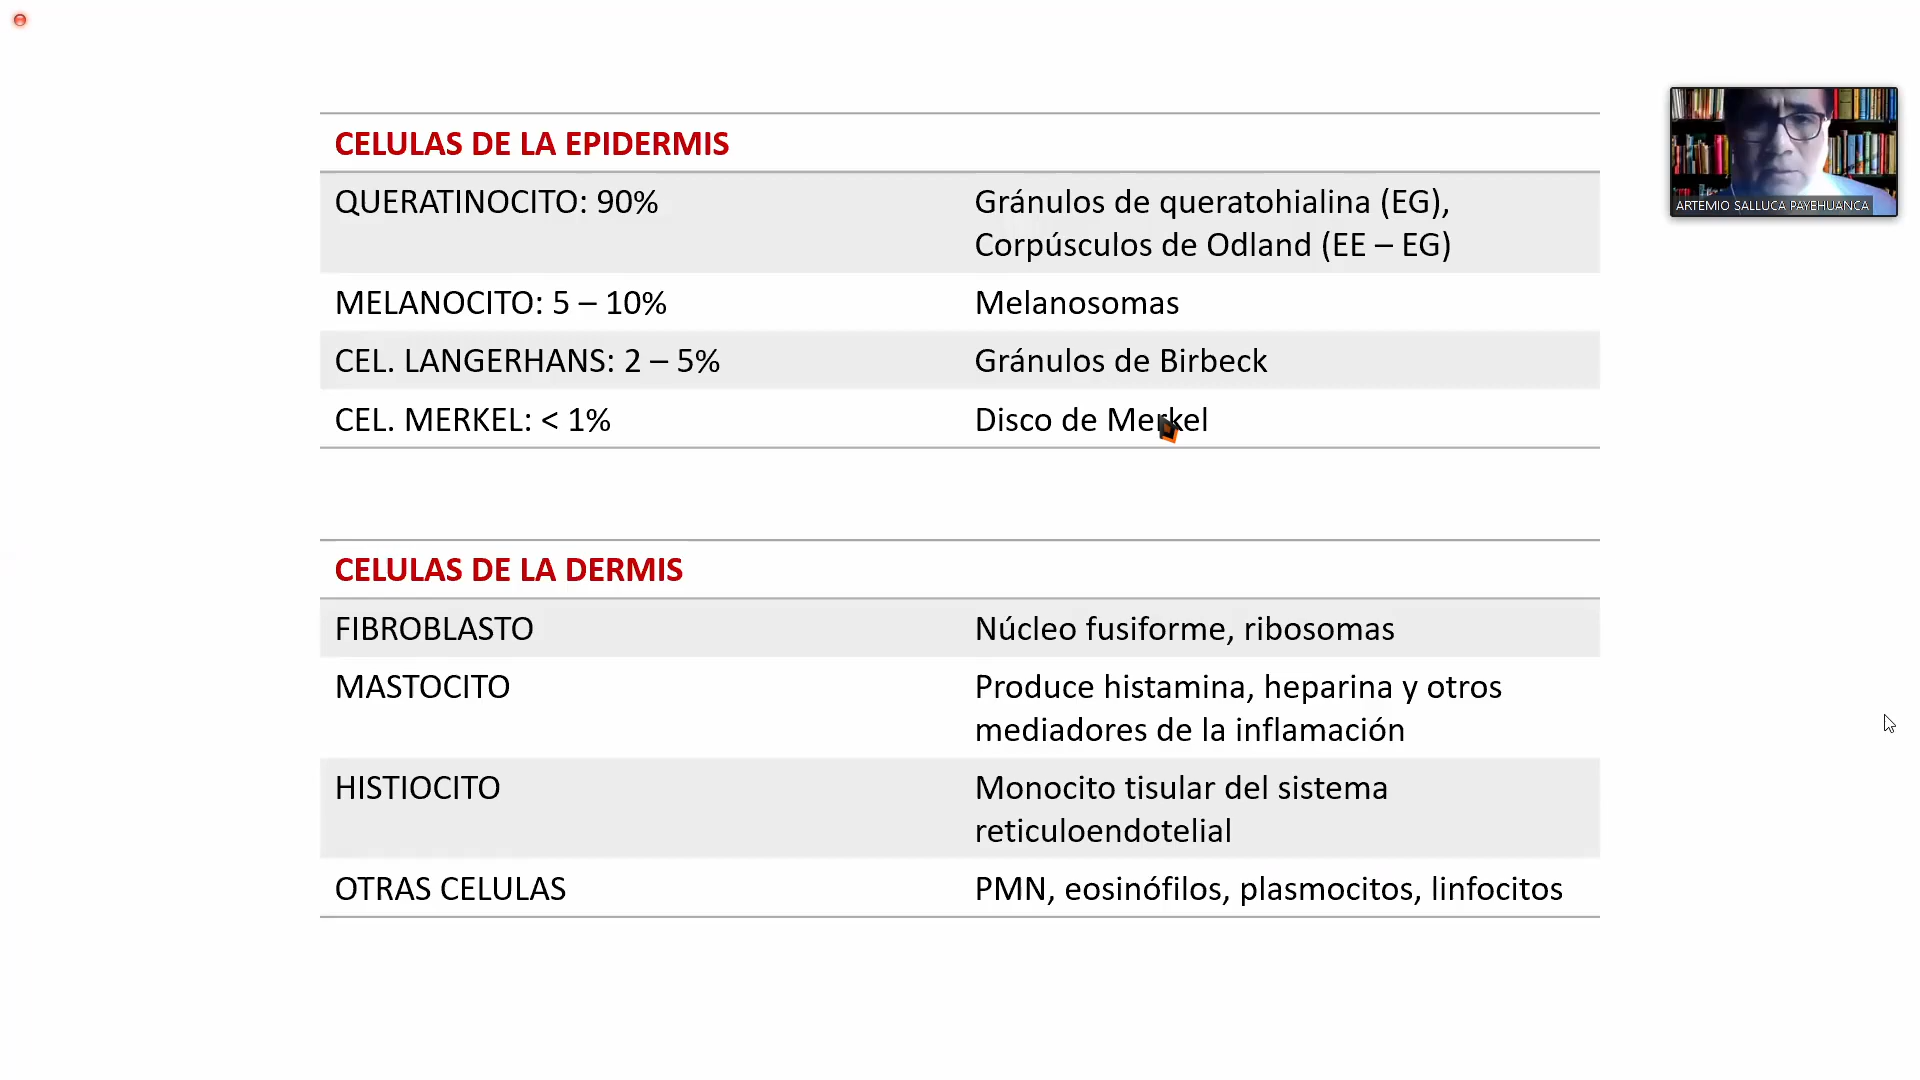 CELULAS DE LA EPIDERMIS
QUERATINOCITO: 90%
Gránulos de queratohialina (EG),
Corpúsculos de Odland (EE – EG)
MELANOCITO: 5 – 10%
Melanosomas
CEL. LANGERHANS: 2 – 5%
Gránulos de Birbeck
CEL. MERKEL: < 1%
Disco de Merkel
CELULAS DE LA DERMIS
FIBROBLASTO
Núcleo fusiforme, ribosomas
MASTOCITO
Produce histamina, heparina y otros
mediadores de la inflamación
HISTIOCITO
Monocito tisular del sistema
reticuloendotelial
OTRAS CELULAS
PMN, eosinófilos, plasmocitos, linfocitos
ARTEMIO SALLUCA PAYEHUANCA